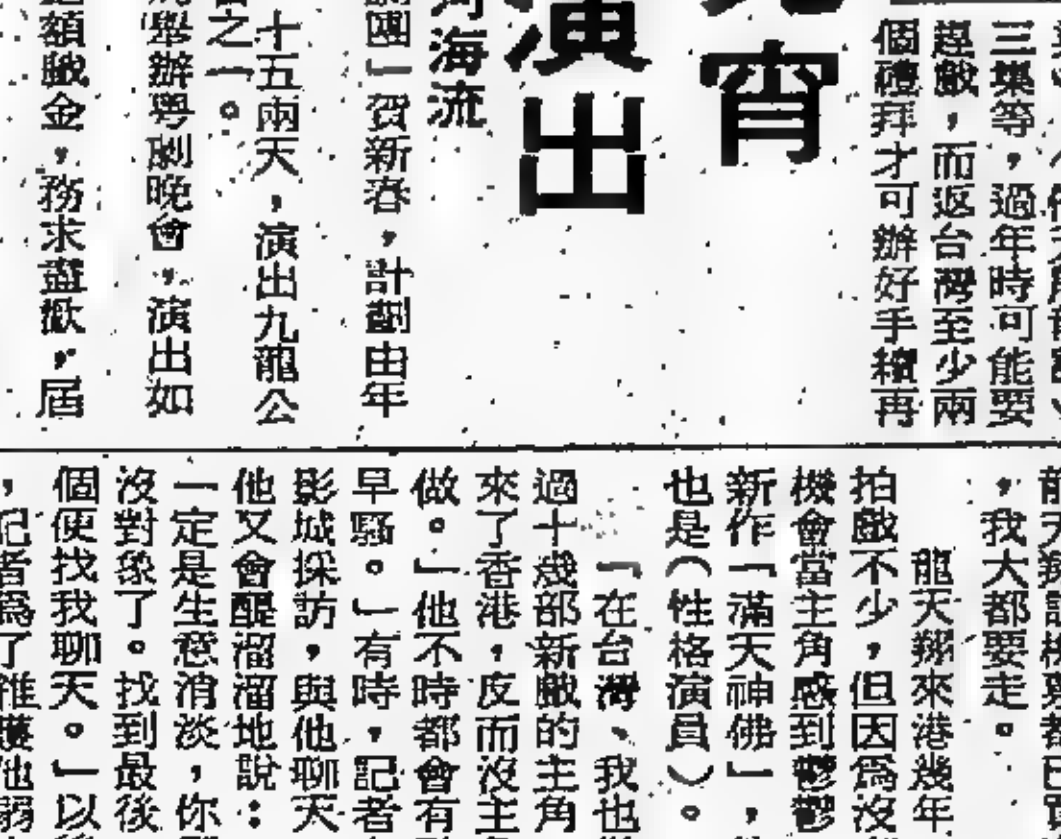 三集等，過年時可能要
趕戲，而返台灣至少兩
個禮拜才可辦好手續再
宵
演出
河海流
劇團」賀新春，計劃由年
十五兩天，演出九龍公
之一。
舉辦粤劇晚會，演出如
額戲金，務求盡歡，屆
，我大都要走。
龍天翔來港幾年
拍戲不少，但因爲沒
機會當主角感到鬱鬱
新作「滿天神佛」，
也是（性格演員）。
「在台灣、我也
過十幾部新戲的主角
來了香港，反而沒主
做。」他不時都會有
早騷。」有時，記者
影城採訪，與他聊天
他又會醒溜溜地說：
一定是生意消淡，你
沒對象了。找到最後
個便找我聊天。」以
，記者爲了維護他